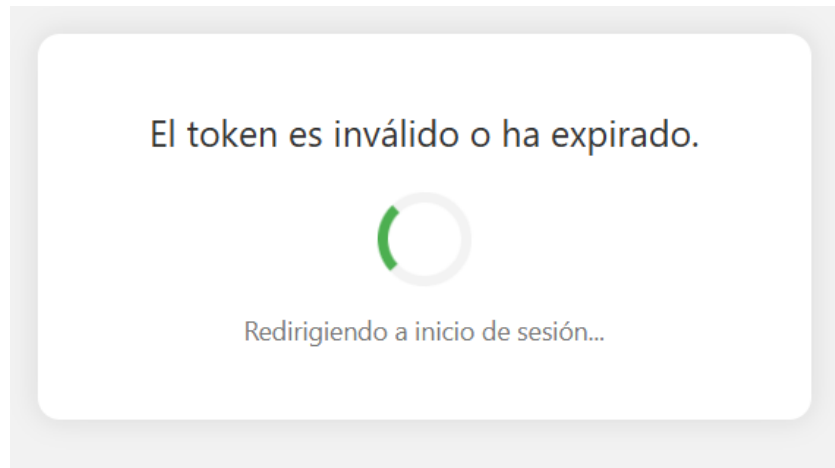 El token es inválido o ha expirado.
Redirigiendo a inicio de sesión...